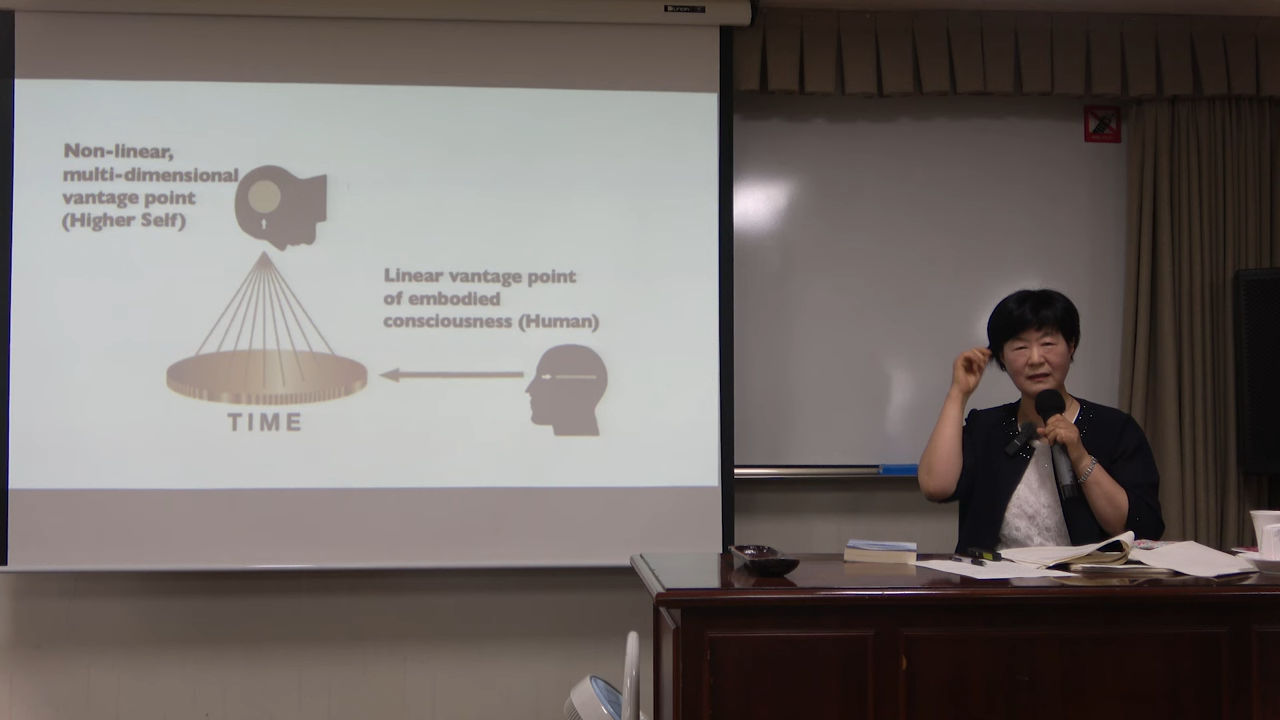 Non-linear,
multi-dimensional
vantage point
(Higher Self)
Linear vantage point
of embodied
consciousness (Human)
TIME